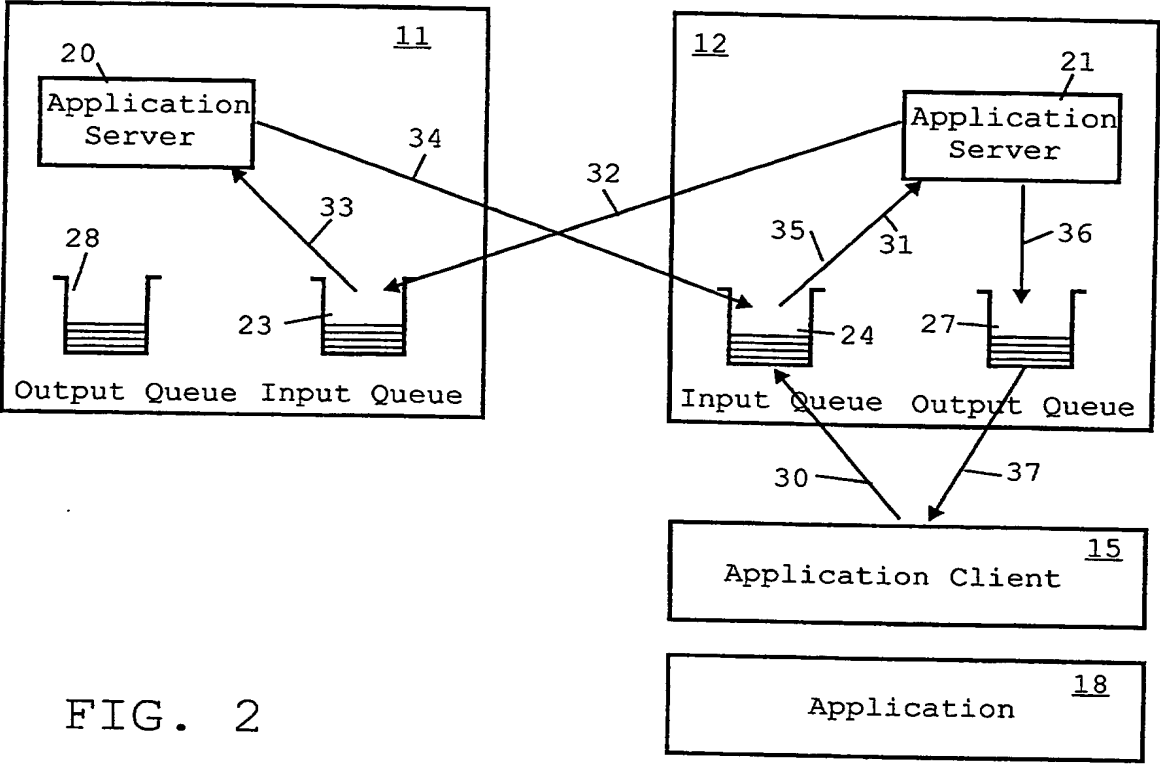 11
20
Application
Server
34
33
28
23
Output Queue
Input Queue
12
21
Application
Server
32
35
31
36
24
27
Input Queue
Output Queue
30
37
15
Application Client
18
Application
FIG. 2